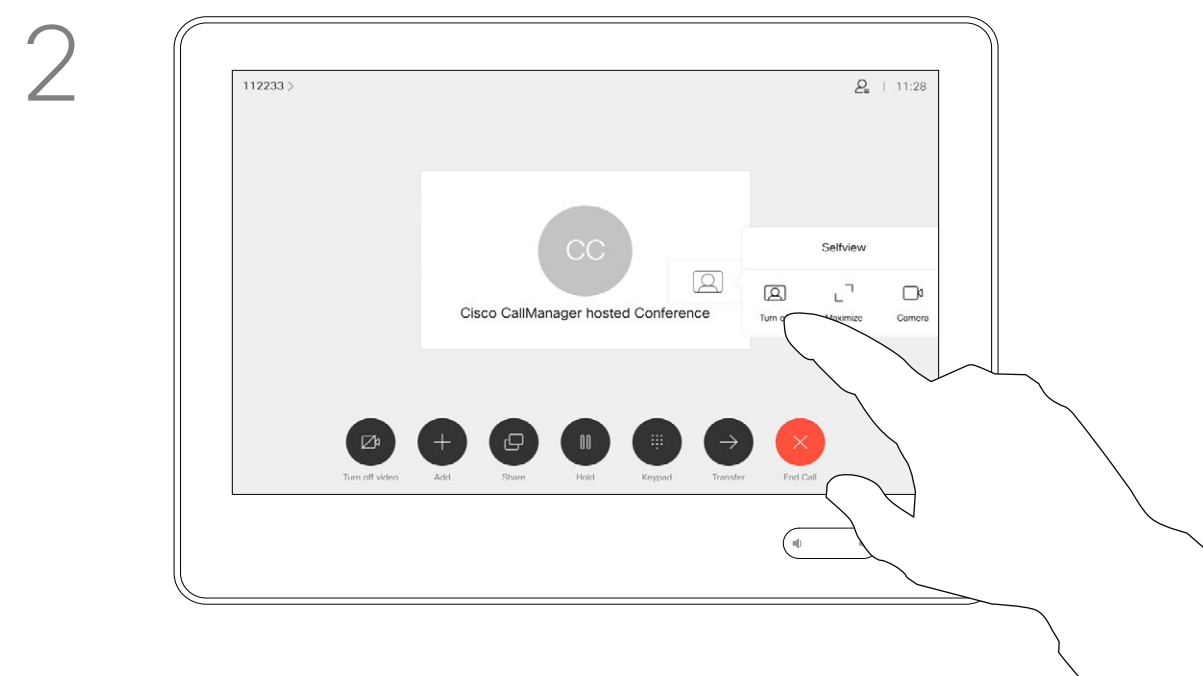 2
112233 >
11:28
CC
Cisco CallManager hosted Conference
Selfview
Turn
Maximize
Camera
Turn off video
Add
Share
Hold
Keypad
Transfer
End Call